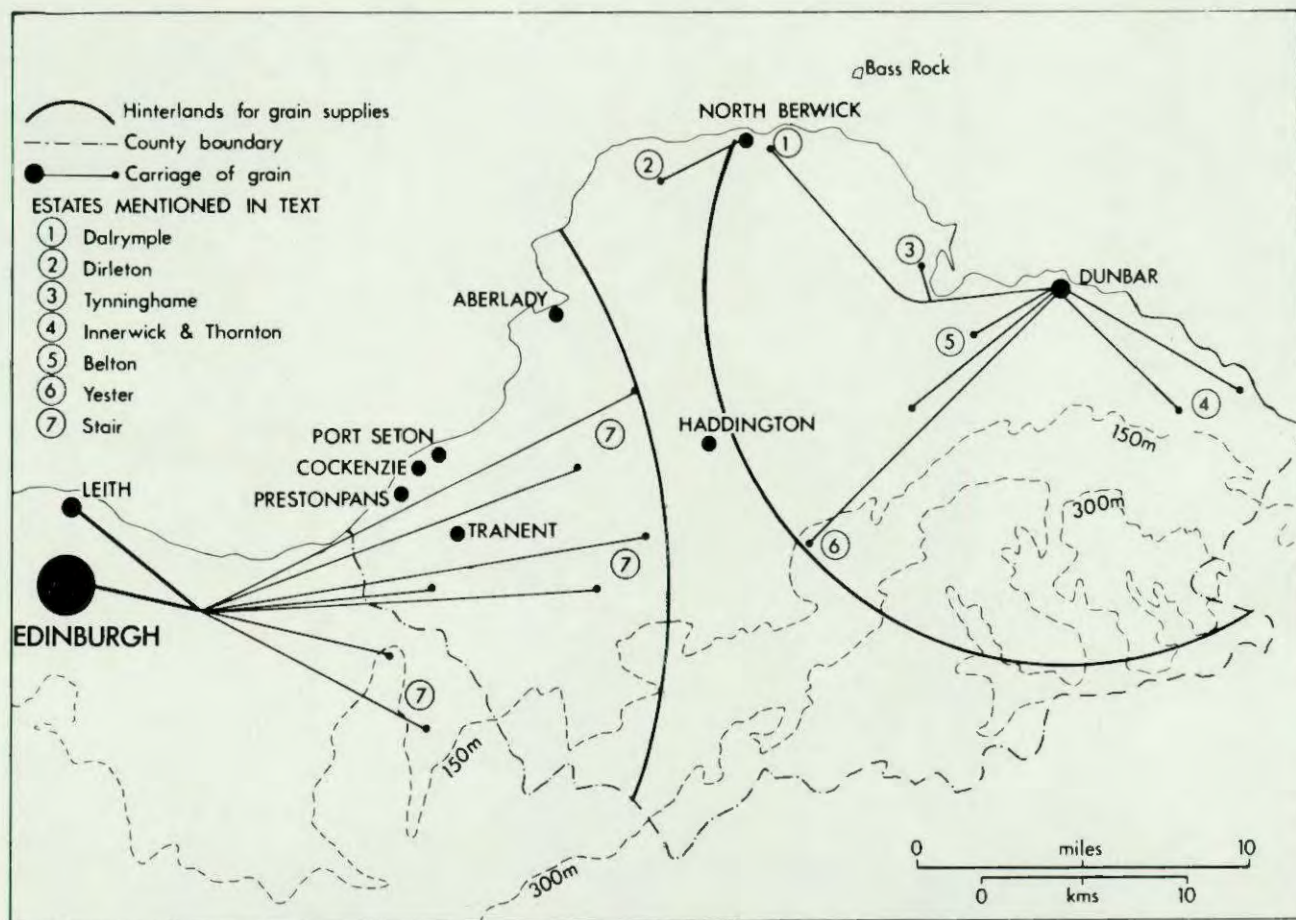 Bass Rock
Hinterlands for grain supplies
County boundary
Carriage of grain
ESTATES MENTIONED IN TEXT
1 Dalrymple
2 Dirleton
3 Tynninghame
4 Innerwick & Thornton
5 Belton
6 Yester
7 Stair
NORTH BERWICK
1
2
3
DUNBAR
ABERLADY
5
4
150m
PORT SETON
7
HADDINGTON
COCKENZIE
PRESTONPANS
LEITH
TRANENT
300m
6
7
EDINBURGH
7
150m
300m
0 miles 10
0 kms 10